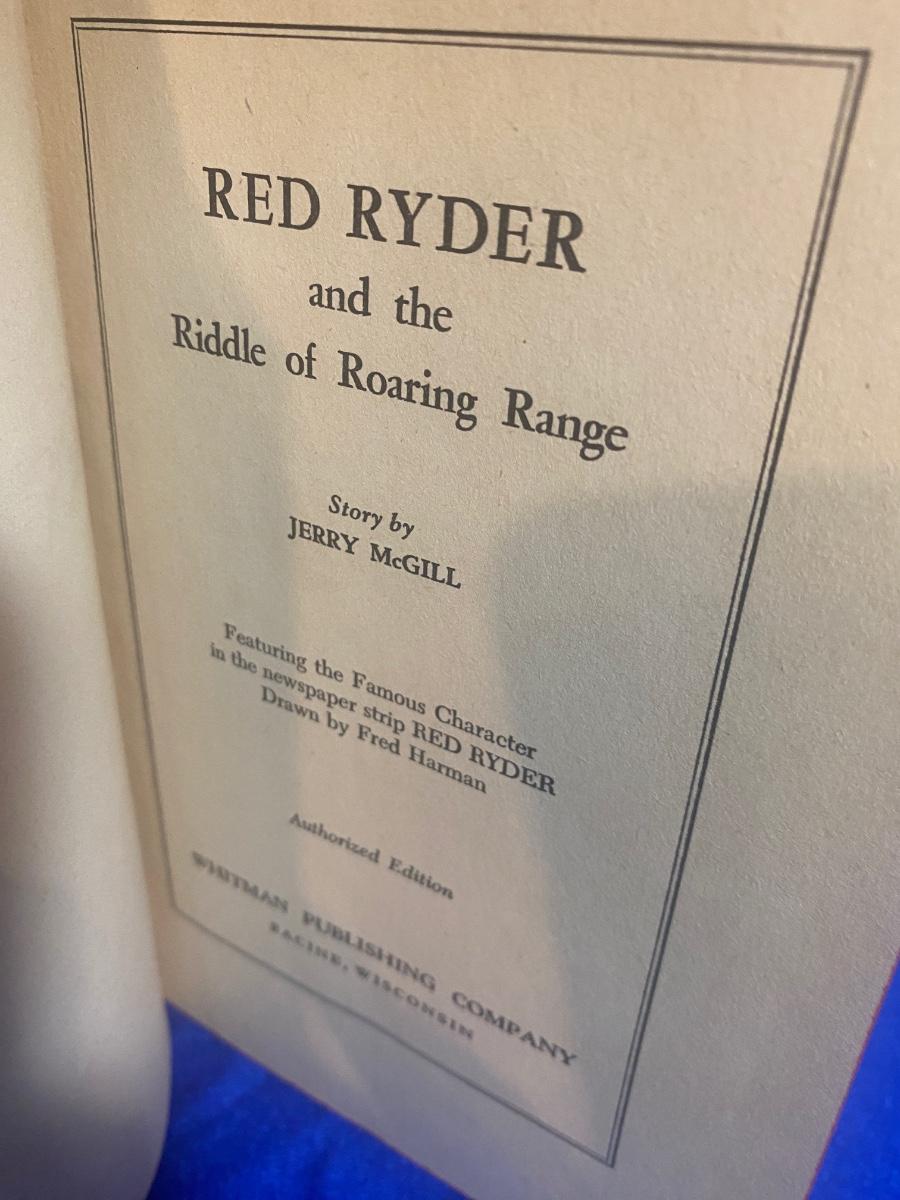 RED RYDER
and the
Riddle of Roaring Range
Story by
JERRY McGILL
Featuring the Famous Character
in the newspaper strip RED RYDER
Drawn by Fred Harman
Authorized Edition
WHITMAN PUBLISHING COMPANY
RACINE, WISCONSIN